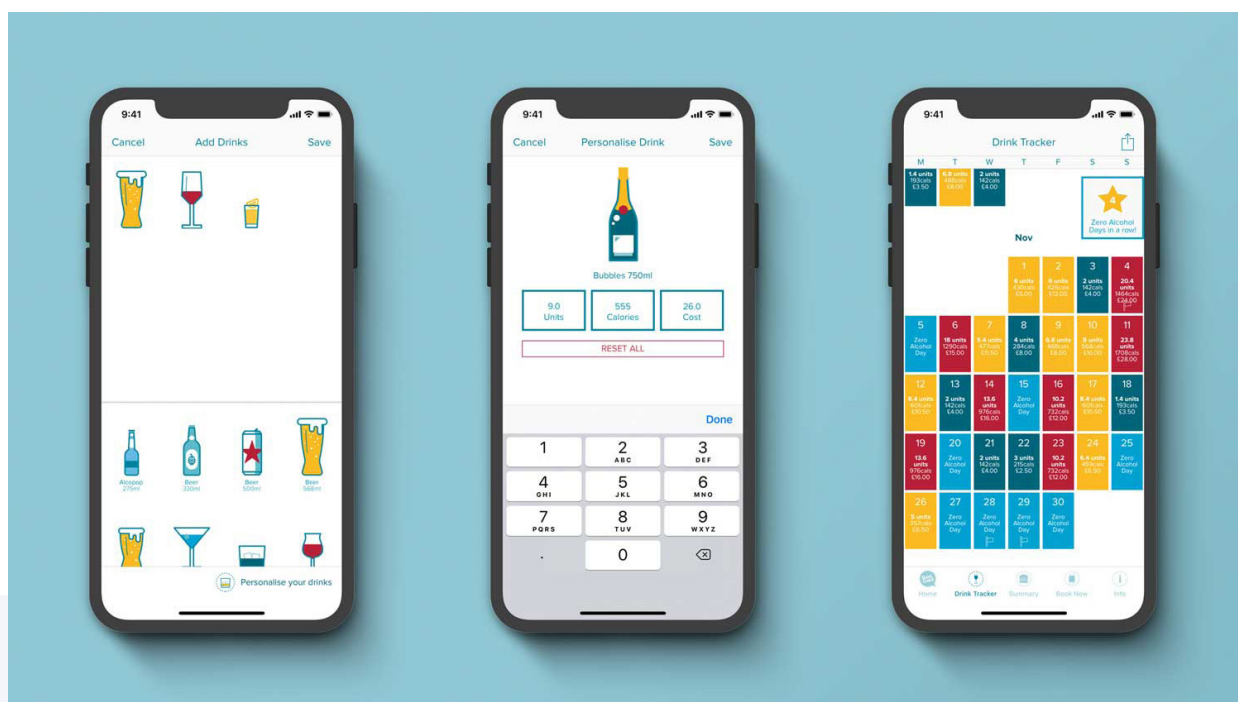 9:41
Cancel
Add Drinks
Save
Alcopop
275ml
Beer
330ml
Beer
500ml
Beer
568ml
Personalise your drinks
9:41
Cancel
Personalise Drink
Save
Bubbles 750ml
9.0
Units
555
Calories
26.0
Cost
RESET ALL
Done
1
2
ABC
3
DEF
4
GHI
5
JKL
6
MNO
7
PQRS
8
TUV
9
WXYZ
.
0
9:41
Drink Tracker
M T W T F S S
1.4 units
193cals
£3.50
6.8 units
488cals
£8.00
2 units
142cals
£4.00
4
Zero Alcohol
Days in a row!
Nov
1
2
3
2 units
142cals
£4.00
4
20.4
units
1464cals
£24.00
5
Zero
Alcohol
Day
6
18 units
1290cals
£15.00
7
8
4 units
284cals
£8.00
9
10
11
23.8
units
1708cals
£28.00
12
13
2 units
142cals
£4.00
14
13.6
units
976cals
£16.00
15
Zero
Alcohol
Day
16
10.2
units
732cals
£12.00
17
18
1.4 units
193cals
£3.50
19
13.6
units
976cals
£16.00
20
Zero
Alcohol
Day
21
2 units
142cals
£4.00
22
3 units
215cals
£2.50
23
10.2
units
732cals
£12.00
24
25
Zero
Alcohol
Day
26
27
Zero
Alcohol
Day
28
Zero
Alcohol
Day
29
Zero
Alcohol
Day
30
Zero
Alcohol
Day
Home
Drink Tracker
Summary
Book Now
Info